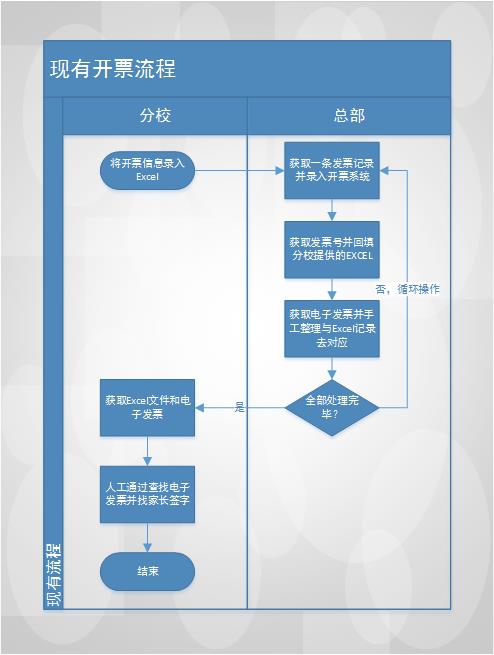 现有开票流程
分校
总部
将开票信息录入
Excel
获取一条发票记录
并录入开票系统
获取发票号并回填
分校提供的EXCEL
否，循环操作
获取电子发票并手
工整理与Excel记录
去对应
全部处理完
毕？
是
获取Excel文件和电
子发票
人工通过查找电子
发票并找家长签字
结束
现有流程